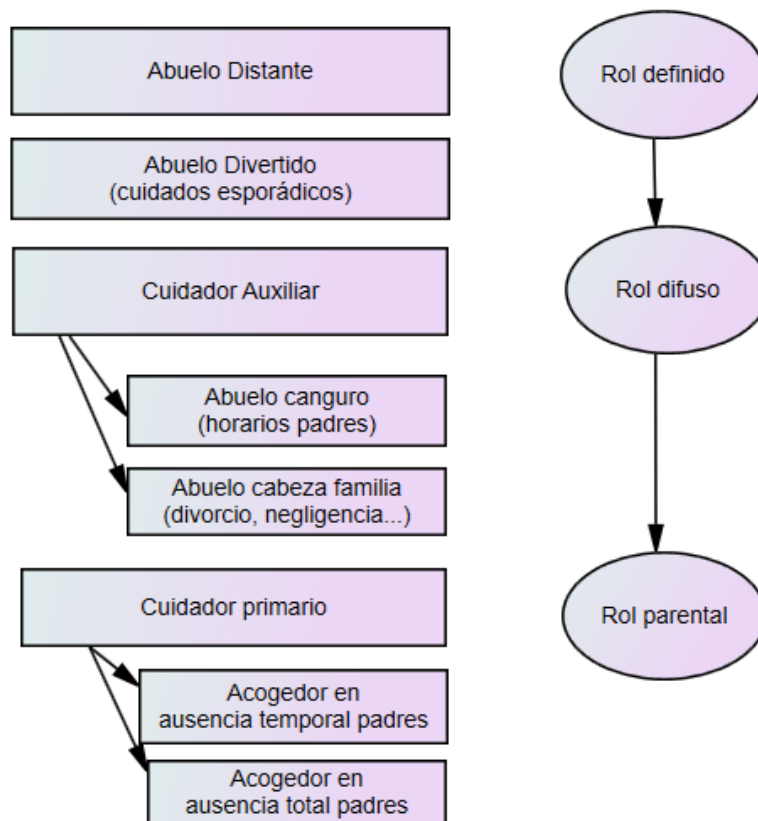 Abuelo Distante
Rol definido
Abuelo Divertido
(cuidados esporádicos)
Cuidador Auxiliar
Rol difuso
Abuelo canguro
(horarios padres)
Abuelo cabeza familia
(divorcio, negligencia...)
Cuidador primario
Rol parental
Acogedor en
ausencia temporal padres
Acogedor en
ausencia total padres